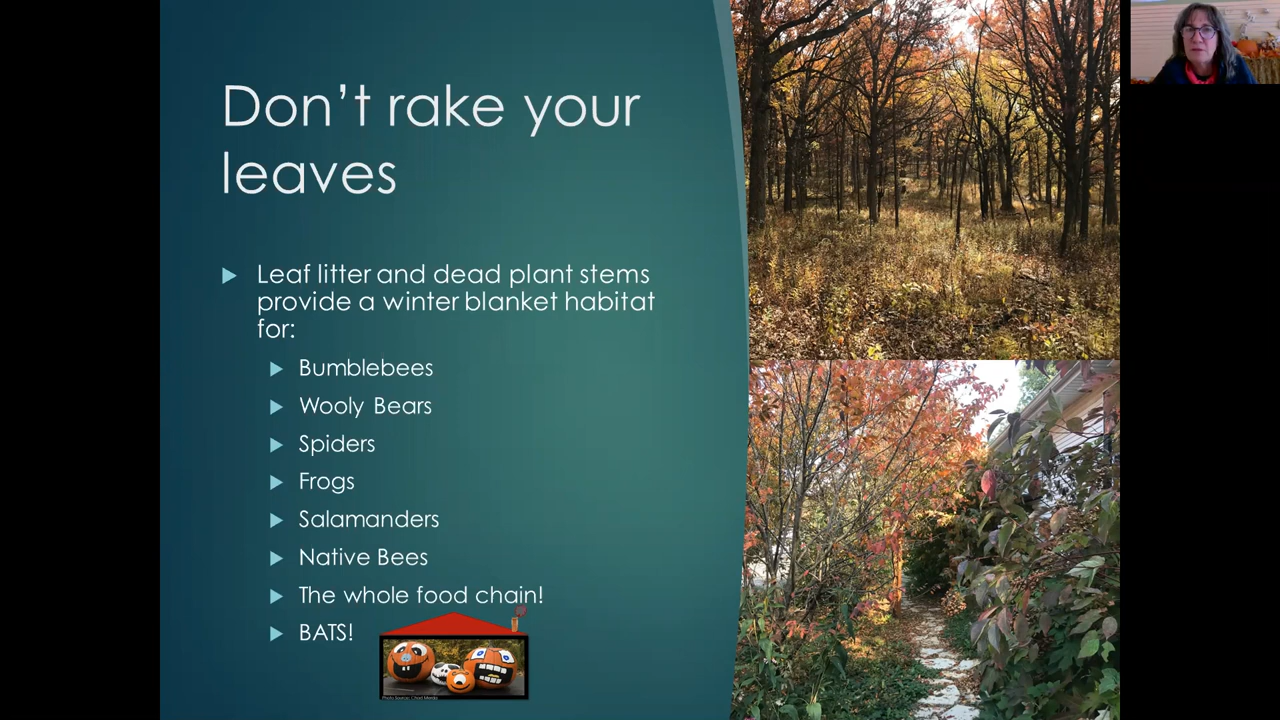 Don't rake your
leaves
Leaf litter and dead plant stems
provide a winter blanket habitat
for:
Bumblebees
Wooly Bears
Spiders
Frogs
Salamanders
Native Bees
The whole food chain!
BATS!